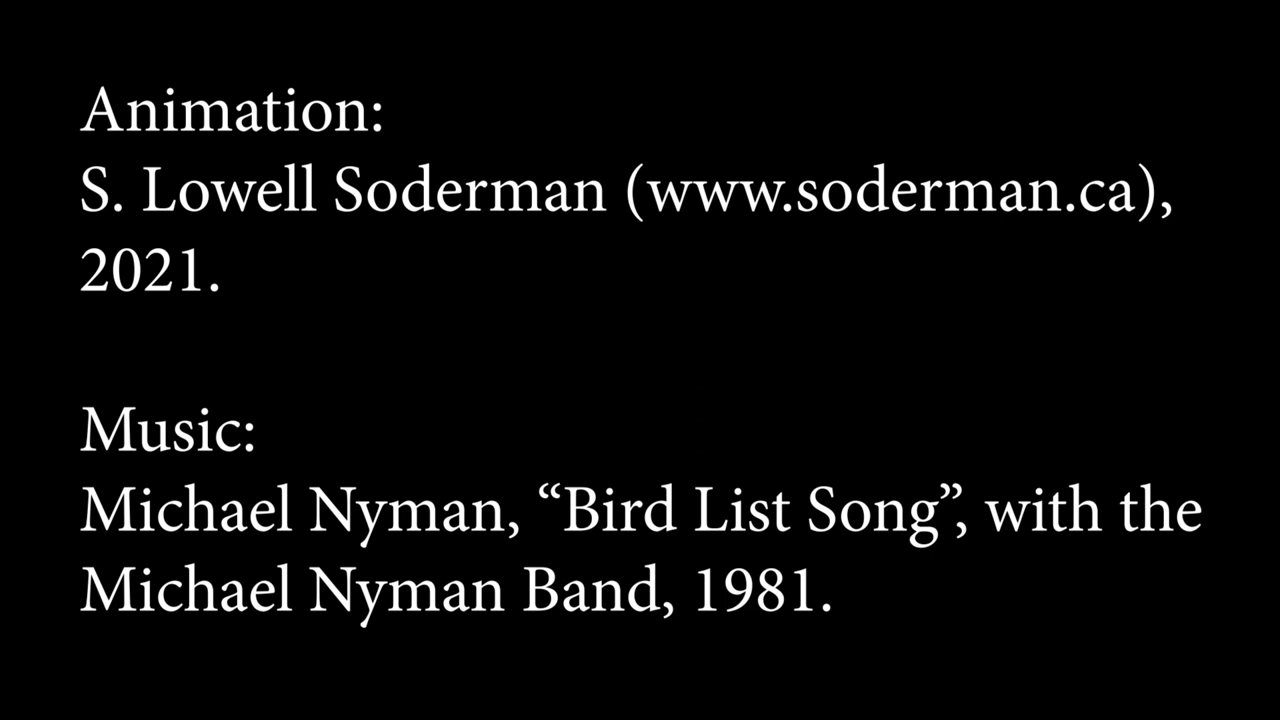 Animation:
S. Lowell Soderman (www.soderman.ca),
2021.
Music:
Michael Nyman, “Bird List Song”, with the
Michael Nyman Band, 1981.